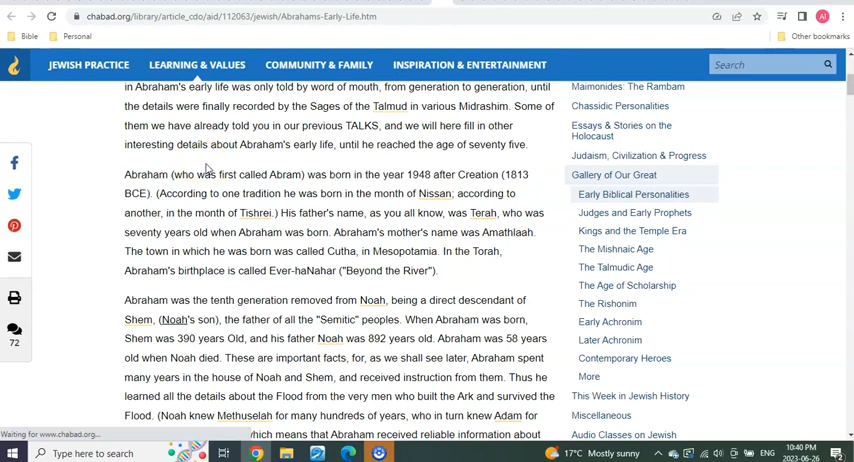 chabad.org/library/article_cdo/aid/112063/jewish/Abrahams-Early-Life.htm
Bible
Personal
Other bookmarks
JEWISH PRACTICE
LEARNING & VALUES
COMMUNITY & FAMILY
INSPIRATION & ENTERTAINMENT
Search
in Abraham's early life was only told by word of mouth, from generation to generation, until
the details were finally recorded by the Sages of the Talmud in various Midrashim. Some of
them we have already told you in our previous TALKS, and we will here fill in other
interesting details about Abraham's early life, until he reached the age of seventy five.
Abraham (who was first called Abram) was born in the year 1948 after Creation (1813
BCE). (According to one tradition he was born in the month of Nissan; according to
another, in the month of Tishrei.) His father's name, as you all know, was Terah, who was
seventy years old when Abraham was born. Abraham's mother's name was Amathlaah.
The town in which he was born was called Cutha, in Mesopotamia. In the Torah,
Abraham's birthplace is called Ever-haNahar ("Beyond the River").
Abraham was the tenth generation removed from Noah, being a direct descendant of
Shem, (Noah's son), the father of all the "Semitic" peoples. When Abraham was born,
Shem was 390 years Old, and his father Noah was 892 years old. Abraham was 58 years
old when Noah died. These are important facts, for, as we shall see later, Abraham spent
many years in the house of Noah and Shem, and received instruction from them. Thus he
learned all the details about the Flood from the very men who built the Ark and survived the
Flood. (Noah knew Methuselah for many hundreds of years, who in turn knew Adam for
which means that Abraham received reliable information about
Maimonides: The Rambam
Chassidic Personalities
Essays & Stories on the
Holocaust
Judaism, Civilization & Progress
Gallery of Our Great
Early Biblical Personalities
Judges and Early Prophets
Kings and the Temple Era
The Mishnaic Age
The Talmudic Age
The Age of Scholarship
The Rishonim
Early Achronim
Later Achronim
Contemporary Heroes
More
This Week in Jewish History
Miscellaneous
Audio Classes on Jewish
72
Waiting for www.chabad.org...
Type here to search
17°C Mostly sunny
ENG
10:40 PM
2023-06-26
2